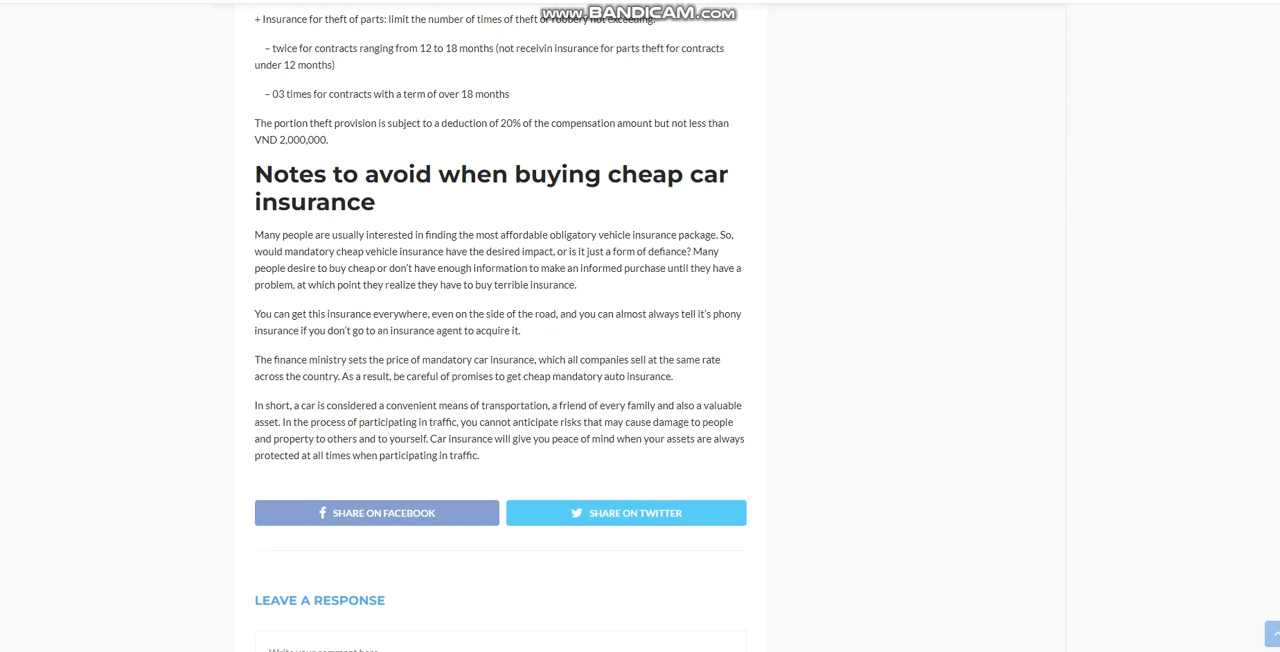 www.BANDICAM.com
+ Insurance for theft of parts: limit the number of times of theft or robbery not exceeding:
– twice for contracts ranging from 12 to 18 months (not receivin insurance for parts theft for contracts
under 12 months)
– 03 times for contracts with a term of over 18 months
The portion theft provision is subject to a deduction of 20% of the compensation amount but not less than
VND 2,000,000.
Notes to avoid when buying cheap car
insurance
Many people are usually interested in finding the most affordable obligatory vehicle insurance package. So,
would mandatory cheap vehicle insurance have the desired impact, or is it just a form of defiance? Many
people desire to buy cheap or don’t have enough information to make an informed purchase until they have a
problem, at which point they realize they have to buy terrible insurance.
You can get this insurance everywhere, even on the side of the road, and you can almost always tell it’s phony
insurance if you don’t go to an insurance agent to acquire it.
The finance ministry sets the price of mandatory car insurance, which all companies sell at the same rate
across the country. As a result, be careful of promises to get cheap mandatory auto insurance.
In short, a car is considered a convenient means of transportation, a friend of every family and also a valuable
asset. In the process of participating in traffic, you cannot anticipate risks that may cause damage to people
and property to others and to yourself. Car insurance will give you peace of mind when your assets are always
protected at all times when participating in traffic.
SHARE ON FACEBOOK
SHARE ON TWITTER
LEAVE A RESPONSE
Write your comment here